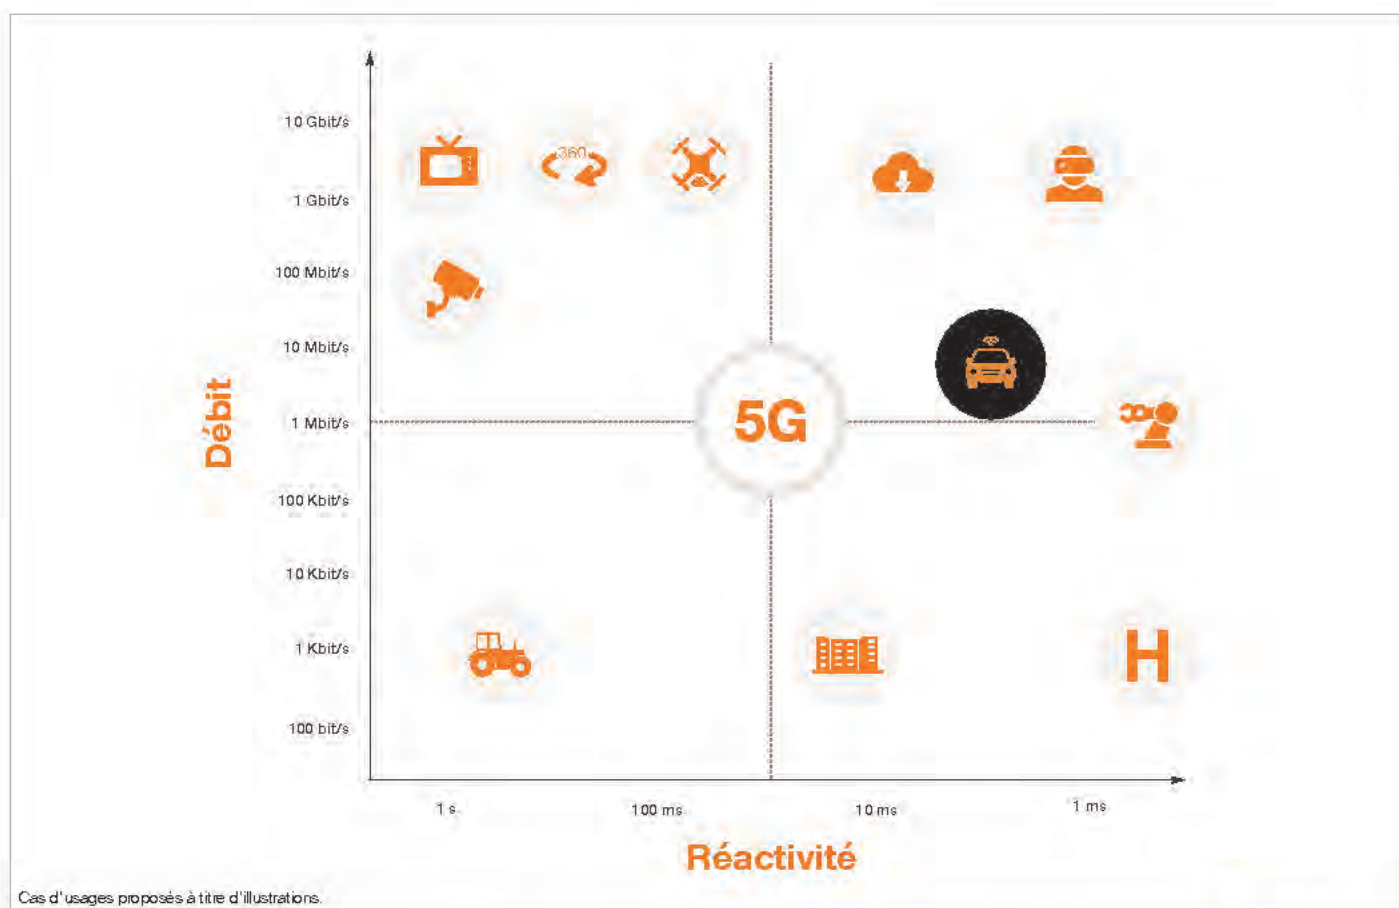 10 Gbit/s
360
1 Gbit/s
100 Mbit/s
10 Mbit/s
Débit
1 Mbit/s
5G
100 Kbit/s
10 Kbit/s
1 Kbit/s
H
100 bit/s
1 s
100 ms
10 ms
1 ms
Réactivité
Cas d'usages proposés à titre d'illustrations.